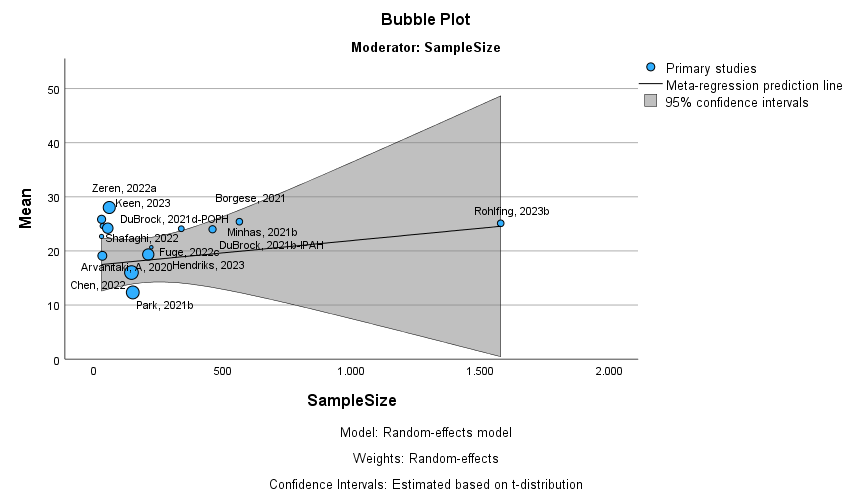 Bubble Plot
Moderator: SampleSize
Primary studies
Meta-regression prediction line
95% confidence intervals
50
40
30
20
10
0
Mean
Zeren, 2022a
Keen, 2023
DuBrock, 2021d-POPH
Borgese, 2021
Rohlfing, 2023b
Shafaghi, 2022
Minhas, 2021b
DuBrock, 2021b-IPAH
Fuge, 2022c
Arvanitaki, A, 2020
Hendriks, 2023
Chen, 2022
Park, 2021b
0
500
1.000
1.500
2.000
SampleSize
Model: Random-effects model
Weights: Random-effects
Confidence Intervals: Estimated based on t-distribution